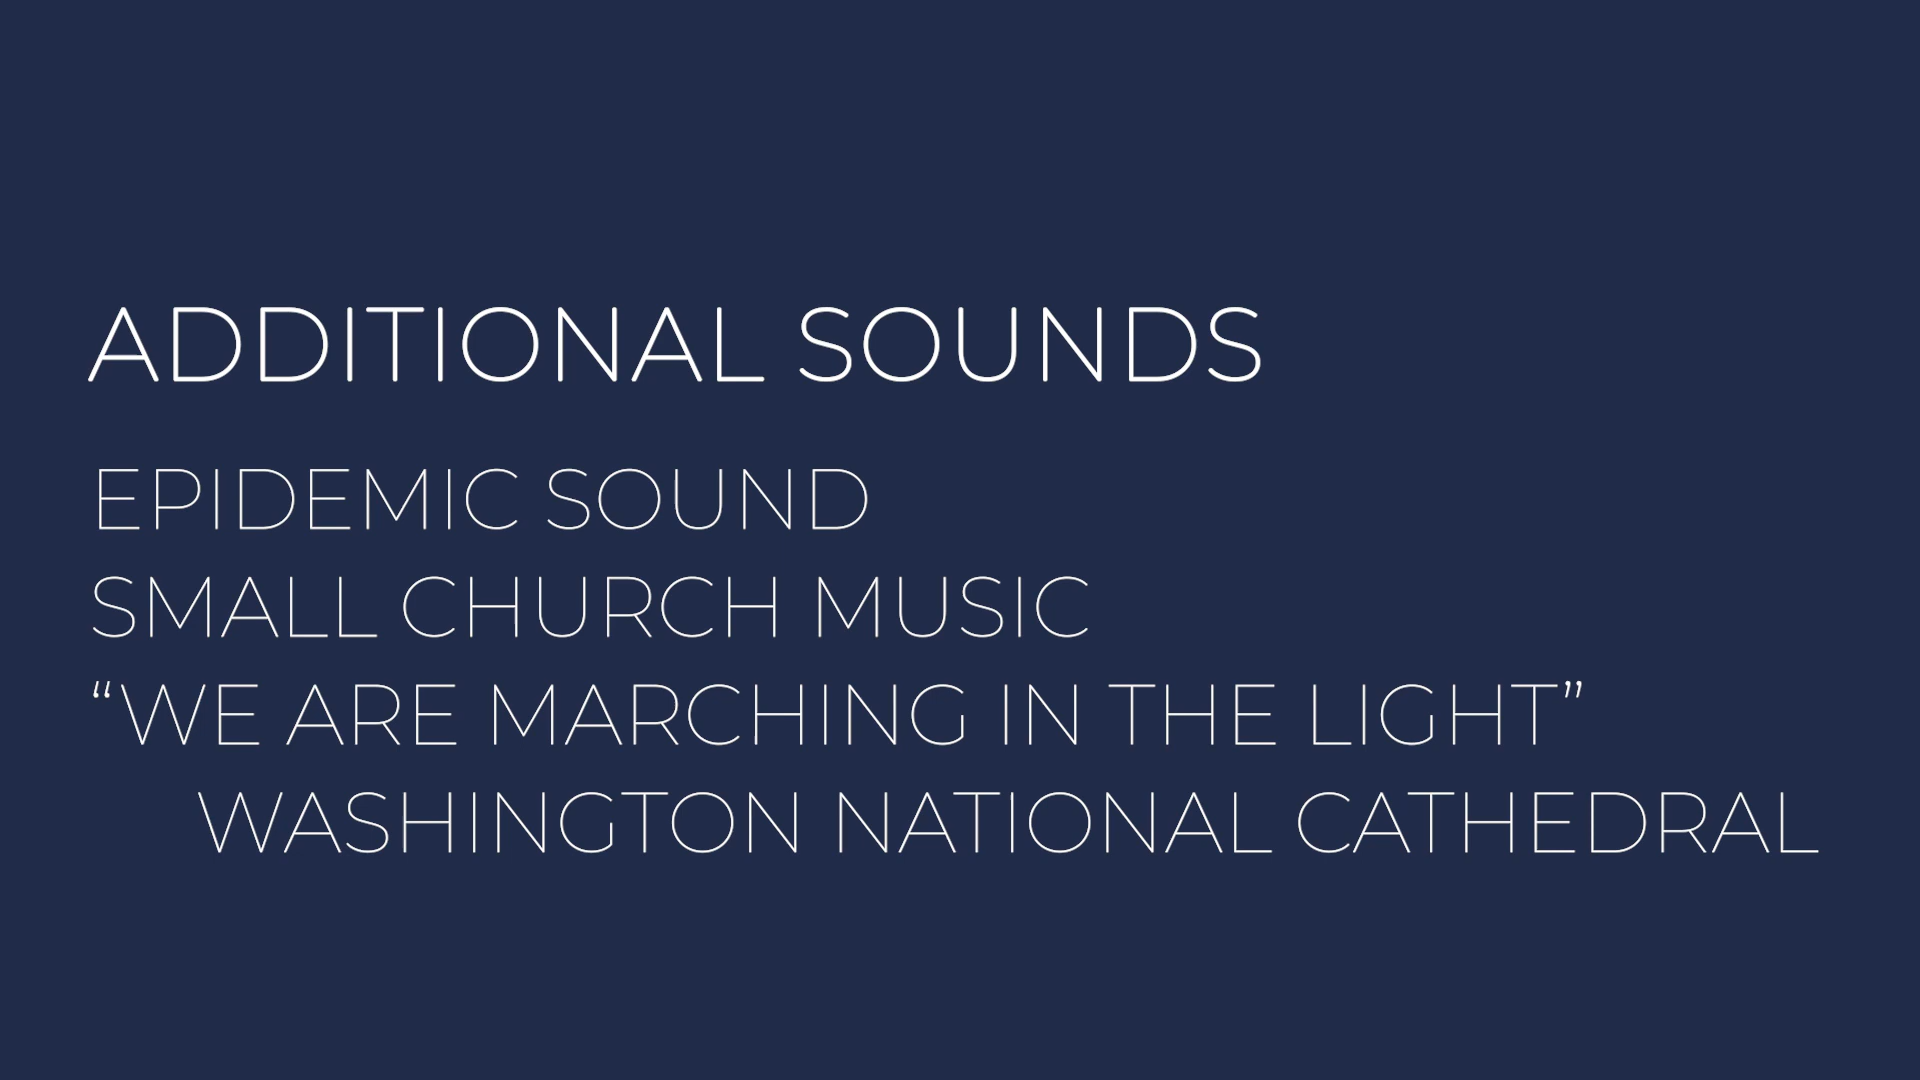 ADDITIONAL SOUNDS
EPIDEMIC SOUND
SMALL CHURCH MUSIC
“WE ARE MARCHING IN THE LIGHT”
WASHINGTON NATIONAL CATHEDRAL